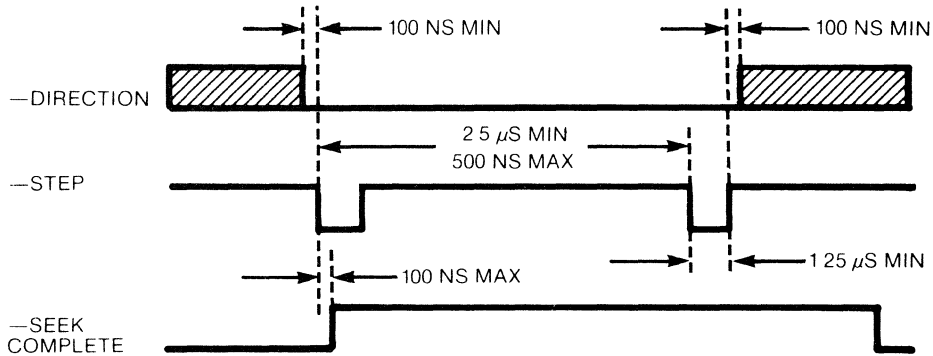 100 NS MIN
100 NS MIN
—DIRECTION
2 5 µS MIN
500 NS MAX
—STEP
1 25 µS MIN
100 NS MAX
—SEEK
COMPLETE